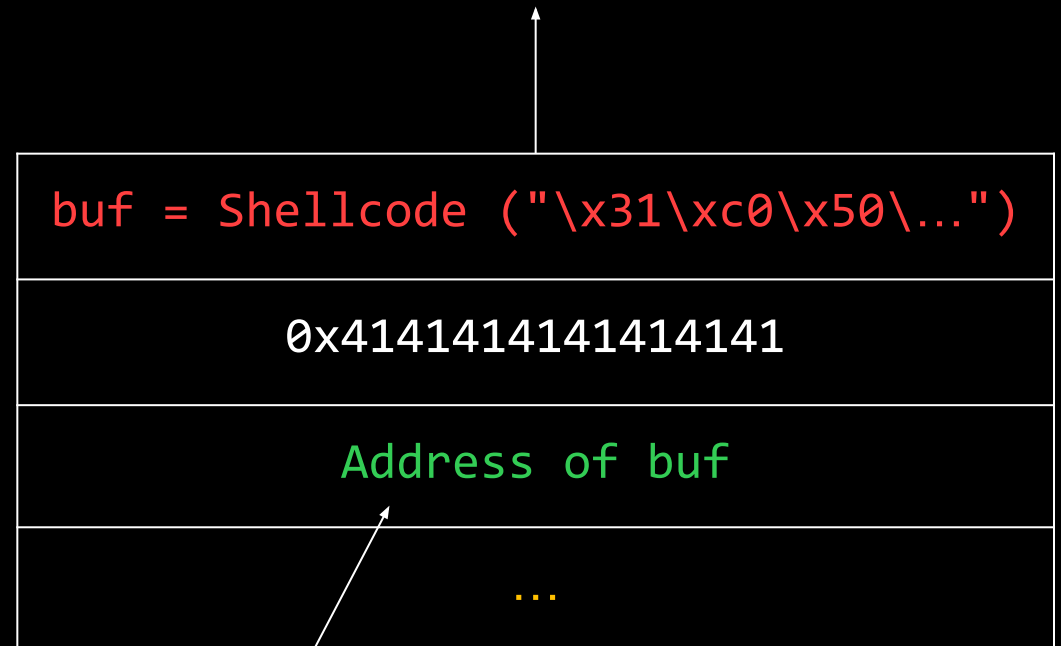 buf = Shellcode ("\x31\xc0\x50\…")
0x4141414141414141
Address of buf
…